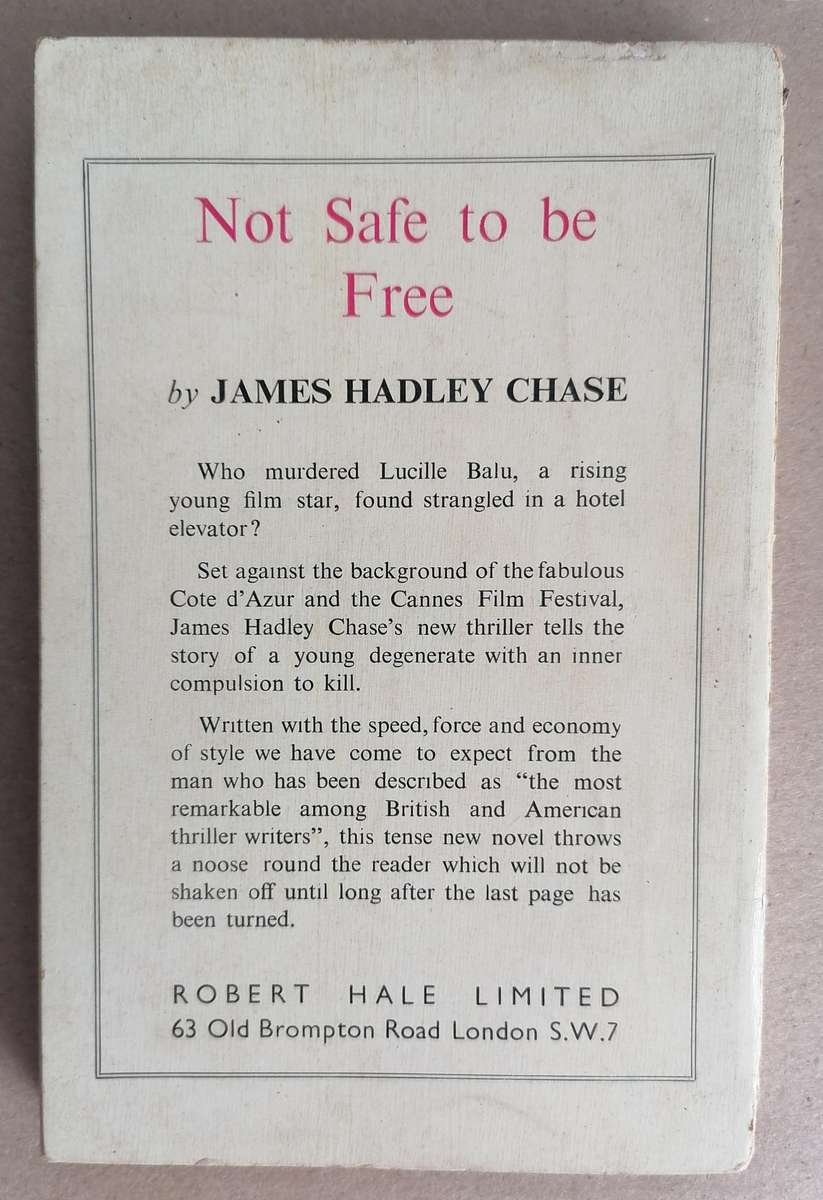 Not Safe to be
Free
by JAMES HADLEY CHASE
Who murdered Lucille Balu, a rising
young film star, found strangled in a hotel
elevator?
Set against the background of the fabulous
Cote d'Azur and the Cannes Film Festival,
James Hadley Chase's new thriller tells the
story of a young degenerate with an inner
compulsion to kill.
Written with the speed, force and economy
of style we have come to expect from the
man who has been described as “the most
remarkable among British and American
thriller writers”, this tense new novel throws
a noose round the reader which will not be
shaken off until long after the last page has
been turned.
ROBERT HALE LIMITED
63 Old Brompton Road London S.W.7